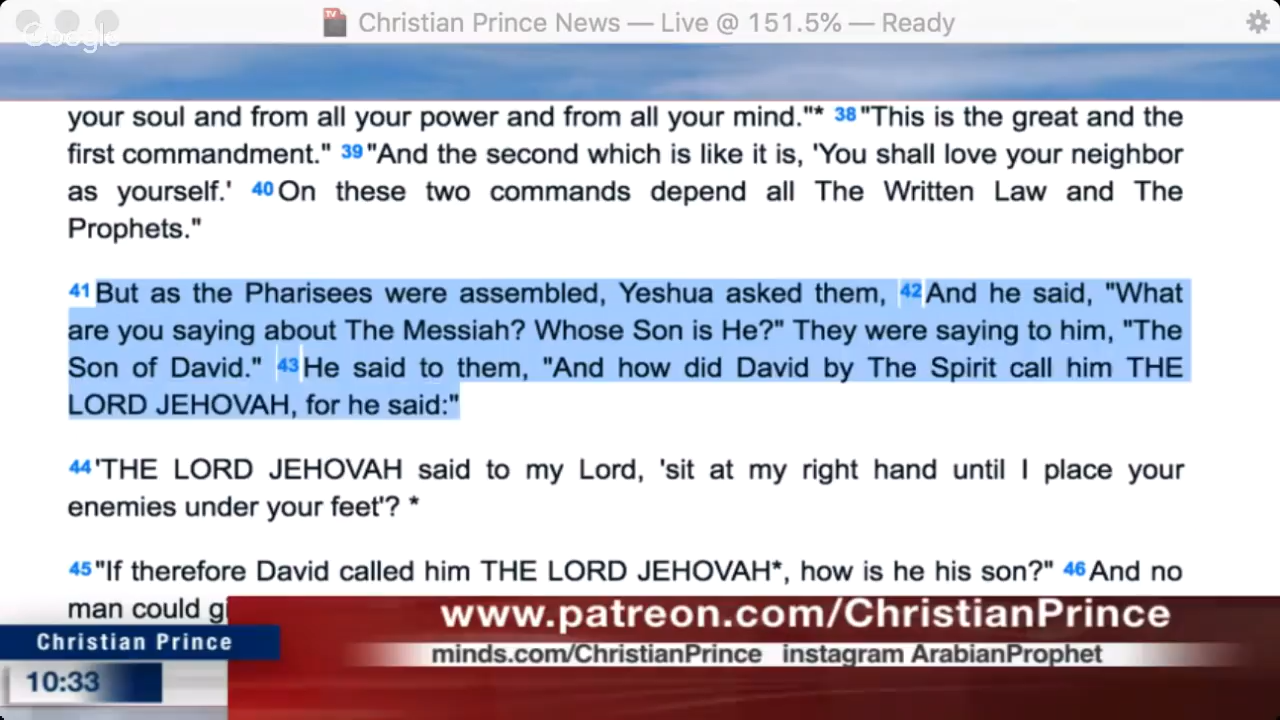 Christian Prince News — Live @ 151.5% — Ready
Google
your soul and from all your power and from all your mind."* 38 "This is the great and the
first commandment." 39 "And the second which is like it is, 'You shall love your neighbor
as yourself.' 40 On these two commands depend all The Written Law and The
Prophets."
41 But as the Pharisees were assembled, Yeshua asked them, 42 And he said, "What
are you saying about The Messiah? Whose Son is He?" They were saying to him, "The
Son of David." 43 He said to them, "And how did David by The Spirit call him THE
LORD JEHOVAH, for he said:"
44 'THE LORD JEHOVAH said to my Lord, 'sit at my right hand until I place your
enemies under your feet'? *
45 "If therefore David called him THE LORD JEHOVAH*, how is he his son?" 46 And no
man could gi
www.patreon.com/ChristianPrince
Christian Prince
minds.com/ChristianPrince instagram ArabianProphet
10:33